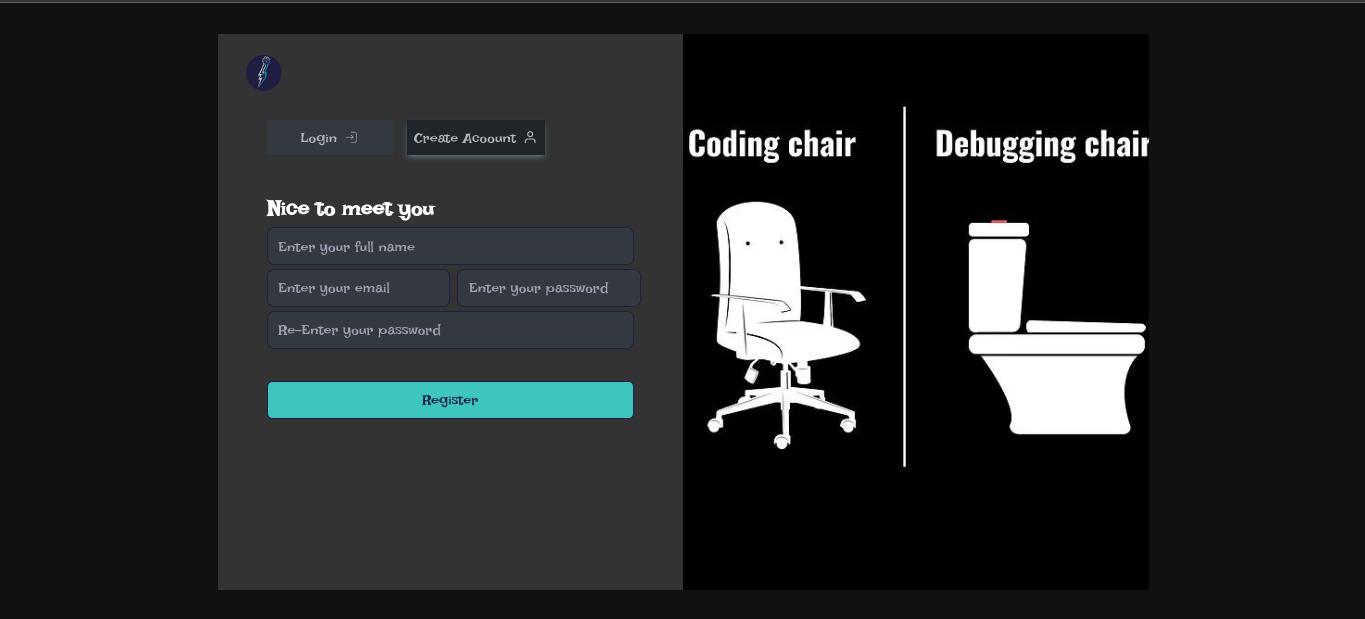 Login
Create Account
Nice to meet you
Enter your full name
Enter your email
Enter your password
Re-Enter your password
Register
Coding chair
Debugging chair